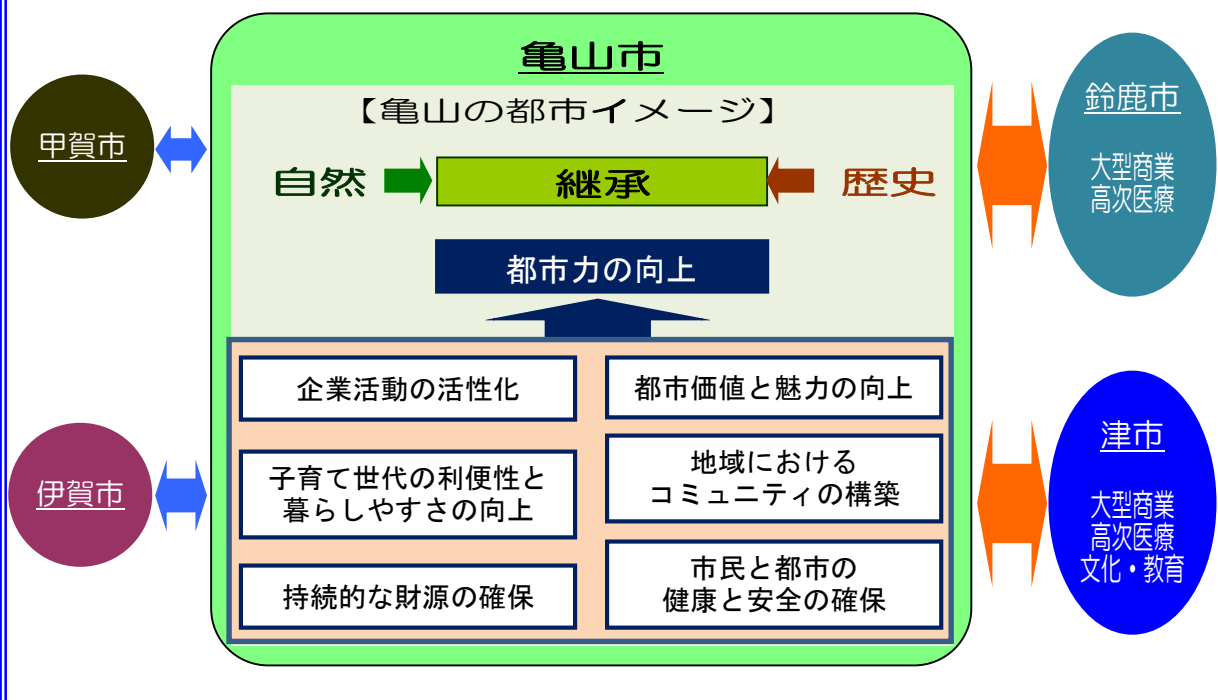 亀山市
【亀山の都市イメージ】
自然
継承
歴史
都市力の向上
企業活動の活性化
都市価値と魅力の向上
子育て世代の利便性と
暮らしやすさの向上
地域における
コミュニティの構築
持続的な財源の確保
市民と都市の
健康と安全の確保
甲賀市
伊賀市
鈴鹿市
大型商業
高次医療
津市
大型商業
高次医療
文化・教育